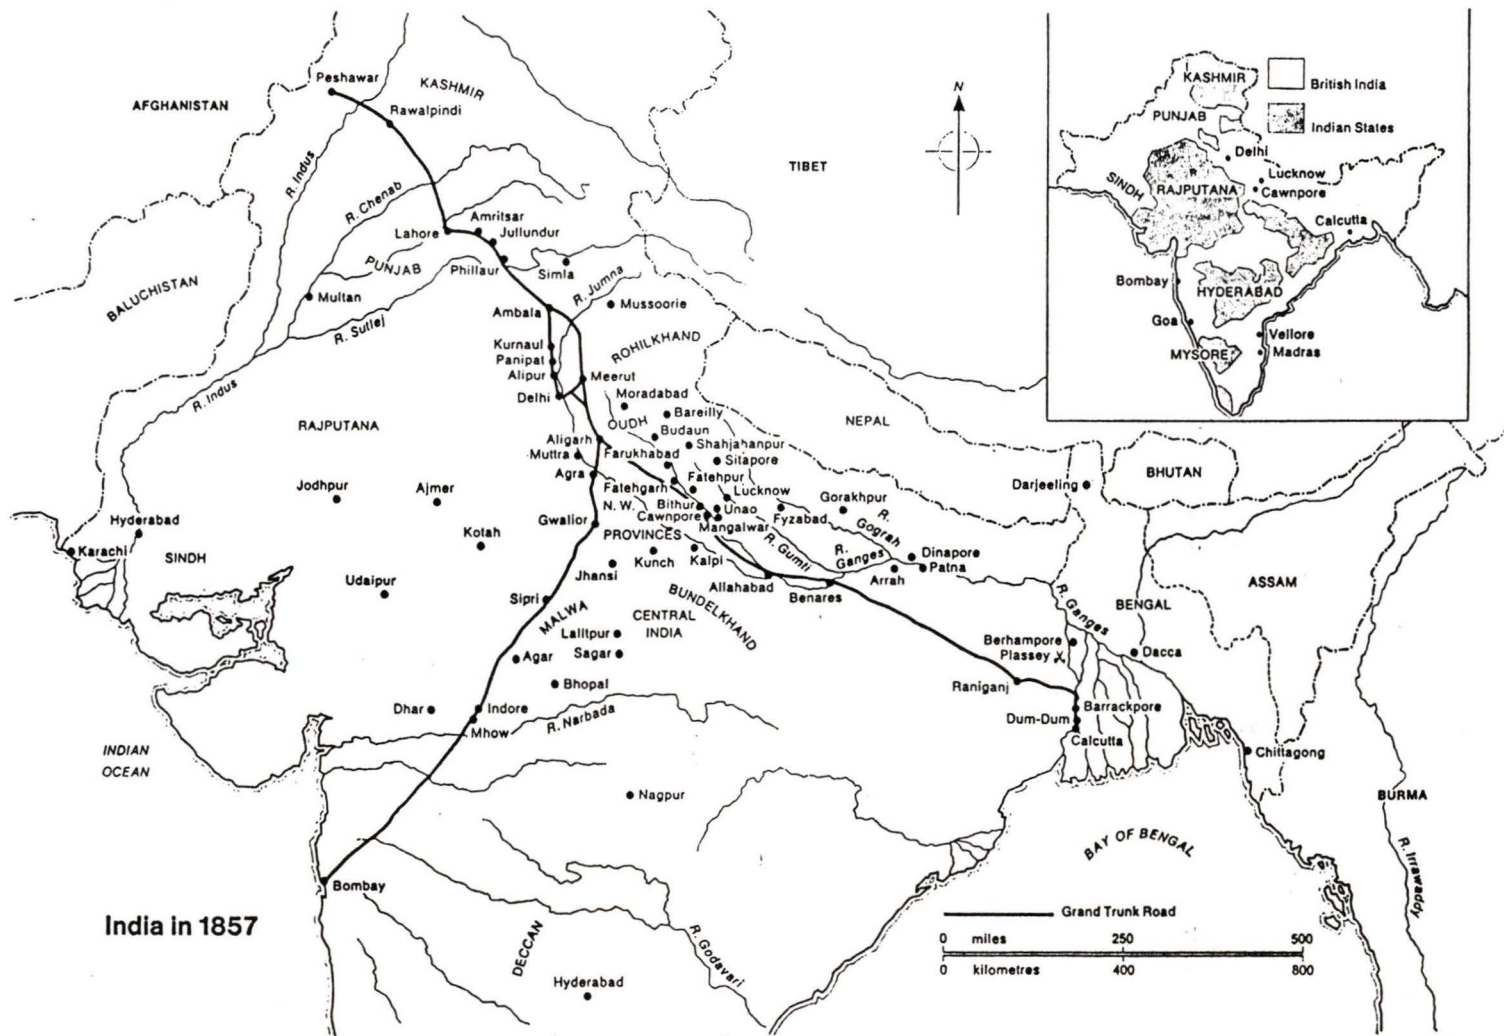 India in 1857
AFGHANISTAN
Peshawar
KASHMIR
Rawalpindi
R. Indus
R. Chenab
TIBET
N
Amritsar
Lahore
Jullundur
PUNJAB
Phillaur
Simla
BALUCHISTAN
Multan
R. Sutlej
R. Jumna
Mussoorie
Ambala
Kurnaul
Panipat
Alipur
Delhi
ROHILKHAND
Meerut
R. Indus
Moradabad
OUDH
Bareilly
Budaun
NEPAL
RAJPUTANA
Aligarh
Muttra
Farukhabad
Shahjahanpur
Sitapore
Agra
Fatehgarh
Fatehpur
Lucknow
Gorakhpur
R. Gograh
Darjeeling
BHUTAN
Jodhpur
Ajmer
N. W.
PROVINCES
Bithur
Unao
Cawnpore
Mangalwar
Fyzabad
Gwalior
Hyderabad
Karachi
SINDH
Kotah
Kunch
Kalpi
R. Gumti
R. Ganges
Dinapore
Patna
Arrah
Jhansi
Allahabad
Benares
ASSAM
Udaipur
Sipri
MALWA
BUNDELKHAND
CENTRAL
INDIA
R. Ganges
BENGAL
Lalitpur
Sagar
Agar
Berhampore
Plassey
Dacca
Bhopal
Raniganj
Dhar
Indore
Mhow
R. Narbada
Barrackpore
Dum-Dum
Calcutta
INDIAN
OCEAN
Chittagong
Nagpur
BURMA
BAY OF BENGAL
R. Irrawaddy
Bombay
DECCAN
R. Godavari
Hyderabad
Grand Trunk Road
0 miles 250 500
0 kilometres 400 800
KASHMIR
British India
PUNJAB
Indian States
Delhi
SINDH
RAJPUTANA
Lucknow
Cawnpore
Calcutta
Bombay
HYDERABAD
Goa
Vellore
MYSORE
Madras